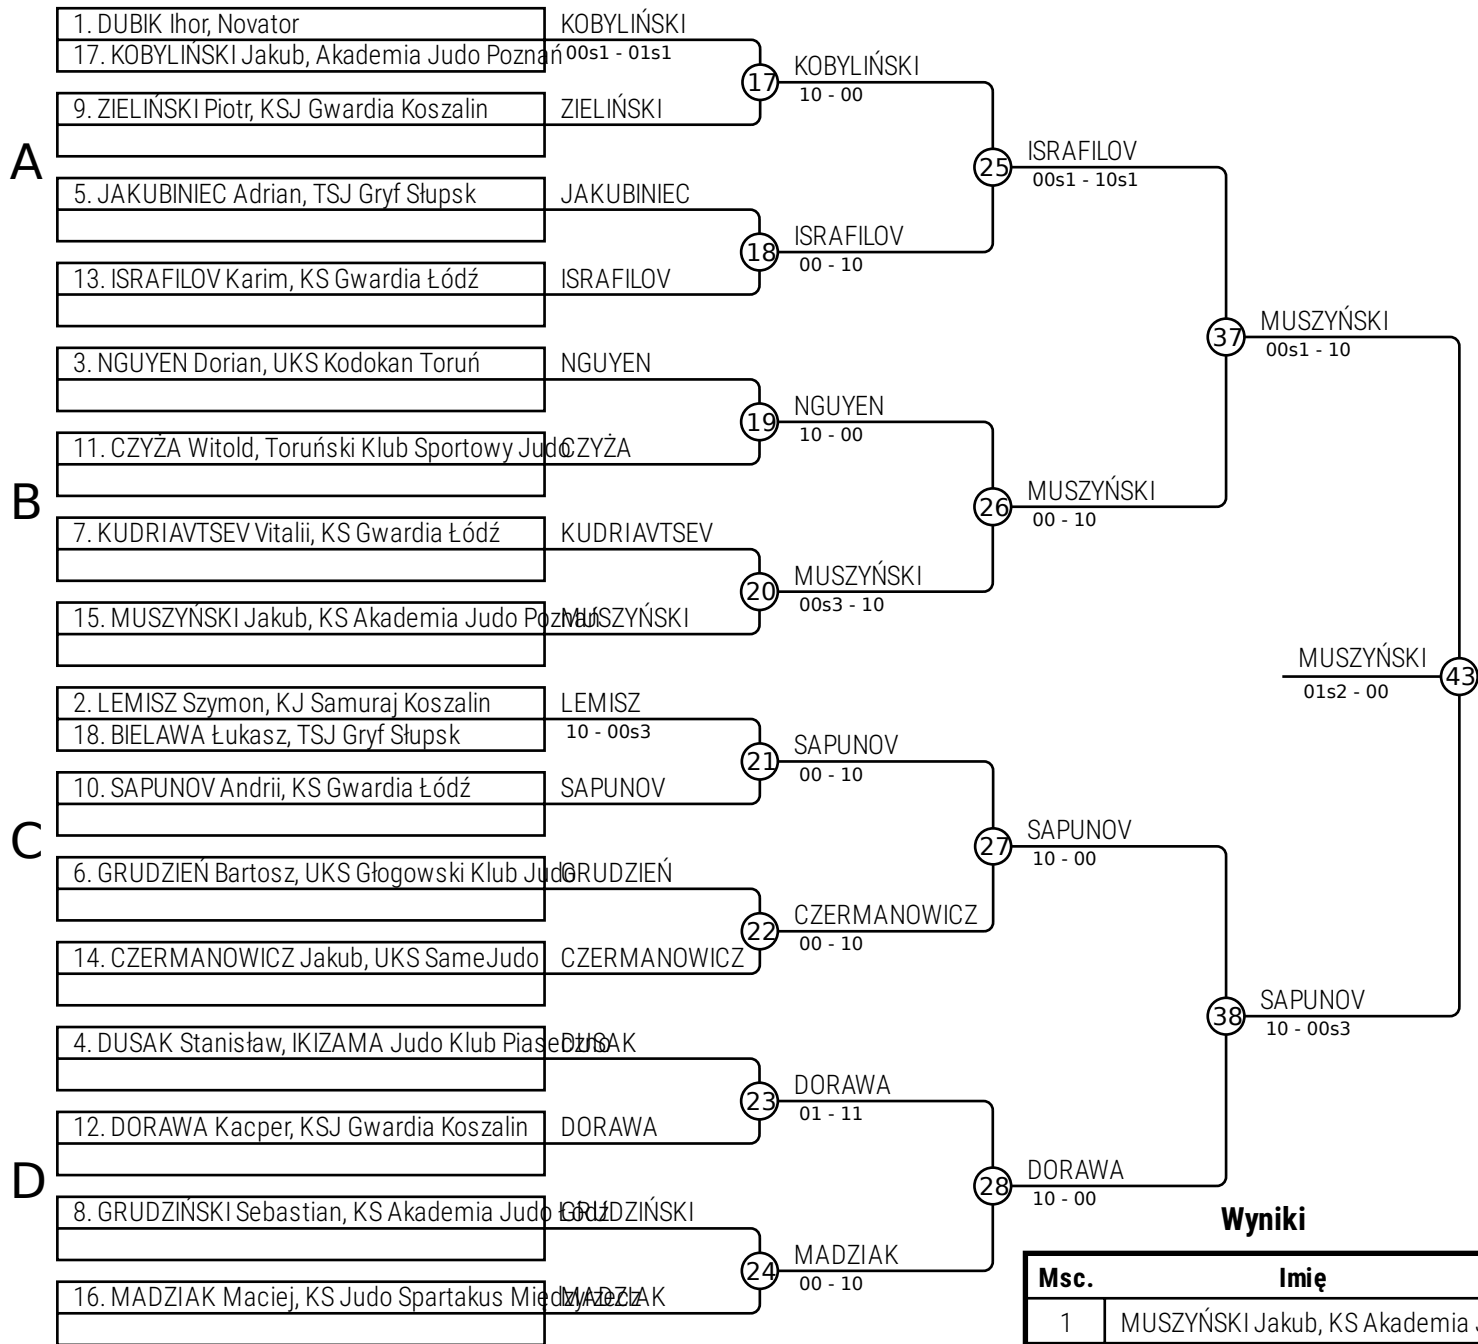 1. DUBIK Ihor, Novator
KOBYLIŃSKI
17. KOBYLIŃSKI Jakub, Akademia Judo Poznań
00s1 - 01s1
17
KOBYLIŃSKI
10 - 00
9. ZIELIŃSKI Piotr, KSJ Gwardia Koszalin
ZIELIŃSKI
A
25
ISRAFILOV
00s1 - 10s1
5. JAKUBINIEC Adrian, TSJ Gryf Słupsk
JAKUBINIEC
18
ISRAFILOV
00 - 10
13. ISRAFILOV Karim, KS Gwardia Łódź
ISRAFILOV
37
MUSZYŃSKI
00s1 - 10
3. NGUYEN Dorian, UKS Kodokan Toruń
NGUYEN
19
NGUYEN
10 - 00
11. CZYŻA Witold, Toruński Klub Sportowy Judo
CZYŻA
B
26
MUSZYŃSKI
00 - 10
7. KUDRIAVTSEV Vitalii, KS Gwardia Łódź
KUDRIAVTSEV
20
MUSZYŃSKI
00s3 - 10
15. MUSZYŃSKI Jakub, KS Akademia Judo Poznań
MUSZYŃSKI
MUSZYŃSKI
43
01s2 - 00
2. LEMISZ Szymon, KJ Samuraj Koszalin
LEMISZ
18. BIELAWA Łukasz, TSJ Gryf Słupsk
10 - 00s3
21
SAPUNOV
00 - 10
10. SAPUNOV Andrii, KS Gwardia Łódź
SAPUNOV
C
27
SAPUNOV
10 - 00
6. GRUDZIEŃ Bartosz, UKS Głogowski Klub Judo
GRUDZIEŃ
22
CZERMANOWICZ
00 - 10
14. CZERMANOWICZ Jakub, UKS SameJudo
CZERMANOWICZ
38
SAPUNOV
10 - 00s3
4. DUSAK Stanisław, IKIZAMA Judo Klub Piaseczno
DUSAK
23
DORAWA
01 - 11
12. DORAWA Kacper, KSJ Gwardia Koszalin
DORAWA
D
28
DORAWA
10 - 00
8. GRUDZIŃSKI Sebastian, KS Akademia Judo Łódź
GRUDZIŃSKI
24
MADZIAK
00 - 10
16. MADZIAK Maciej, KS Judo Spartakus Międzyrzecz
MADZIAK
Wyniki
Msc. Imię
1 MUSZYŃSKI Jakub, KS Akademia